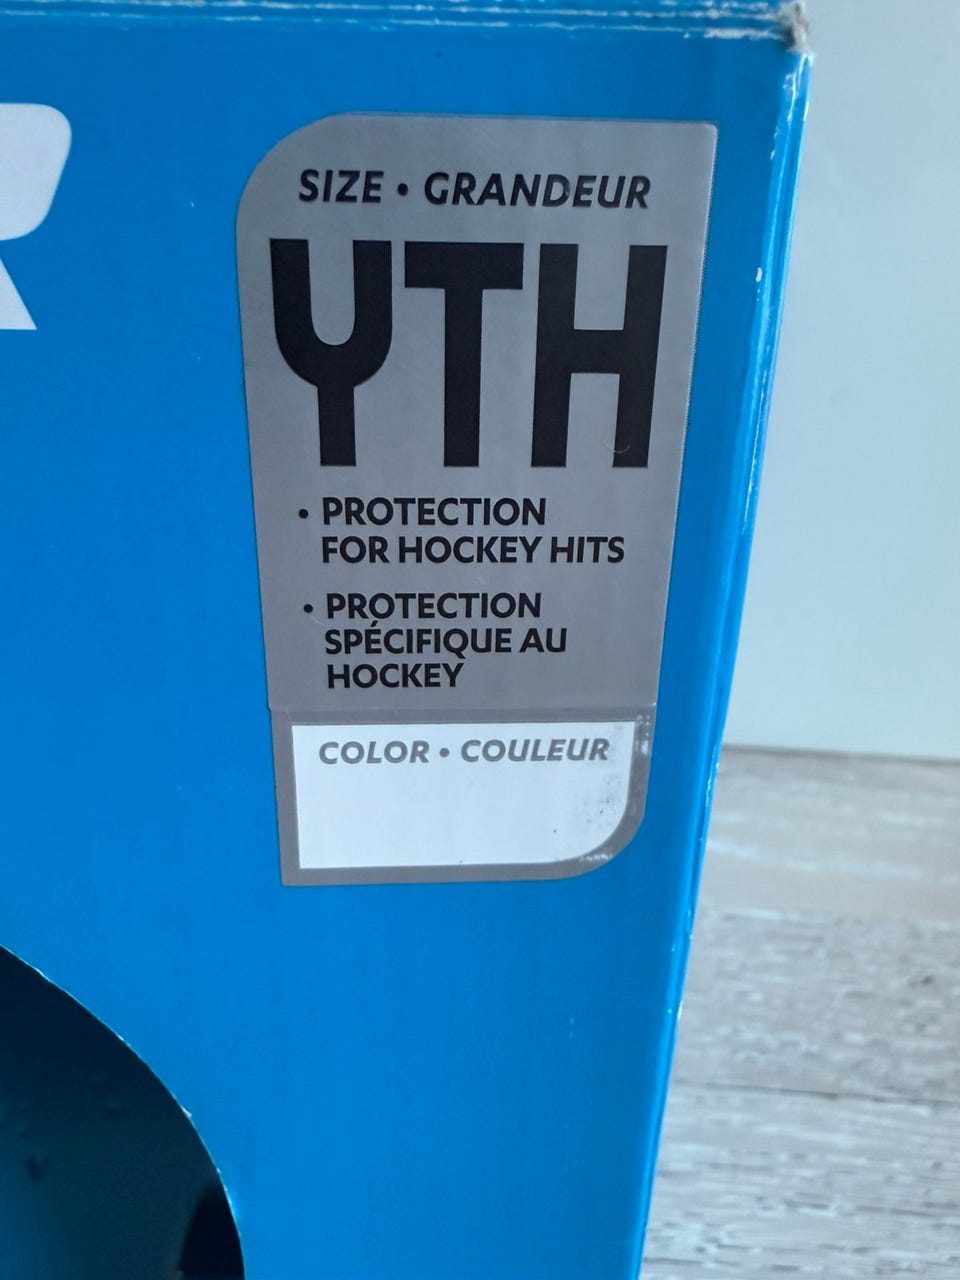 SIZE • GRANDEUR
YTH
• PROTECTION
FOR HOCKEY HITS
• PROTECTION
SPÉCIFIQUE AU
HOCKEY
COLOR • COULEUR